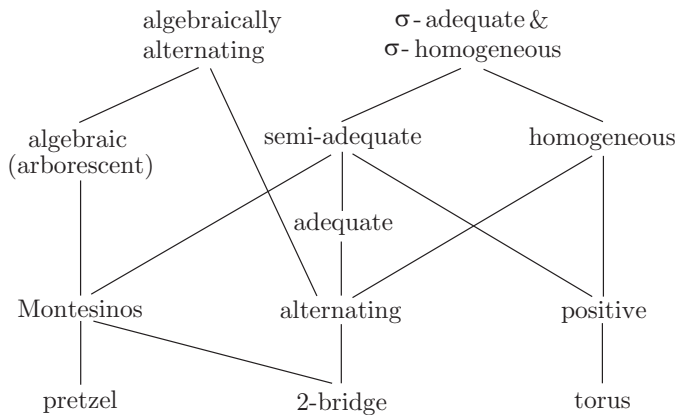 algebraically
alternating
σ-adequate &
σ-homogeneous
algebraic
(arborescent)
semi-adequate
homogeneous
adequate
Montesinos
alternating
positive
pretzel
2-bridge
torus